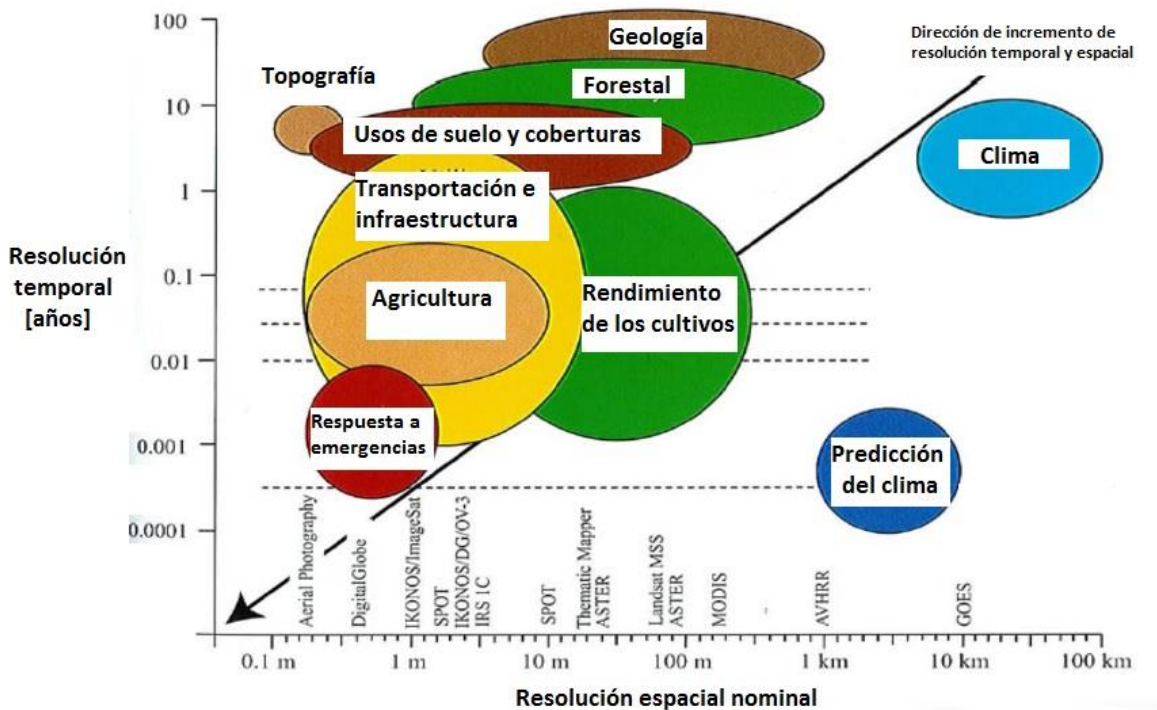 100
10
1
0.1
0.01
0.001
0.0001
Resolución
temporal
[años]
Geología
Dirección de incremento de
resolución temporal y espacial
Topografía
Forestal
Usos de suelo y coberturas
Clima
Transportación e
infraestructura
Agricultura
Rendimiento
de los cultivos
Respuesta a
emergencias
Predicción
del clima
Aerial Photography
DigitalGlobe
IKONOS/ImageSat
SPOT
IKONOS/DG/OV-3
IRS 1C
SPOT
Thematic Mapper
ASTER
Landsat MSS
ASTER
MODIS
AVHRR
GOES
0.1 m
1 m
10 m
100 m
1 km
10 km
100 km
Resolución espacial nominal